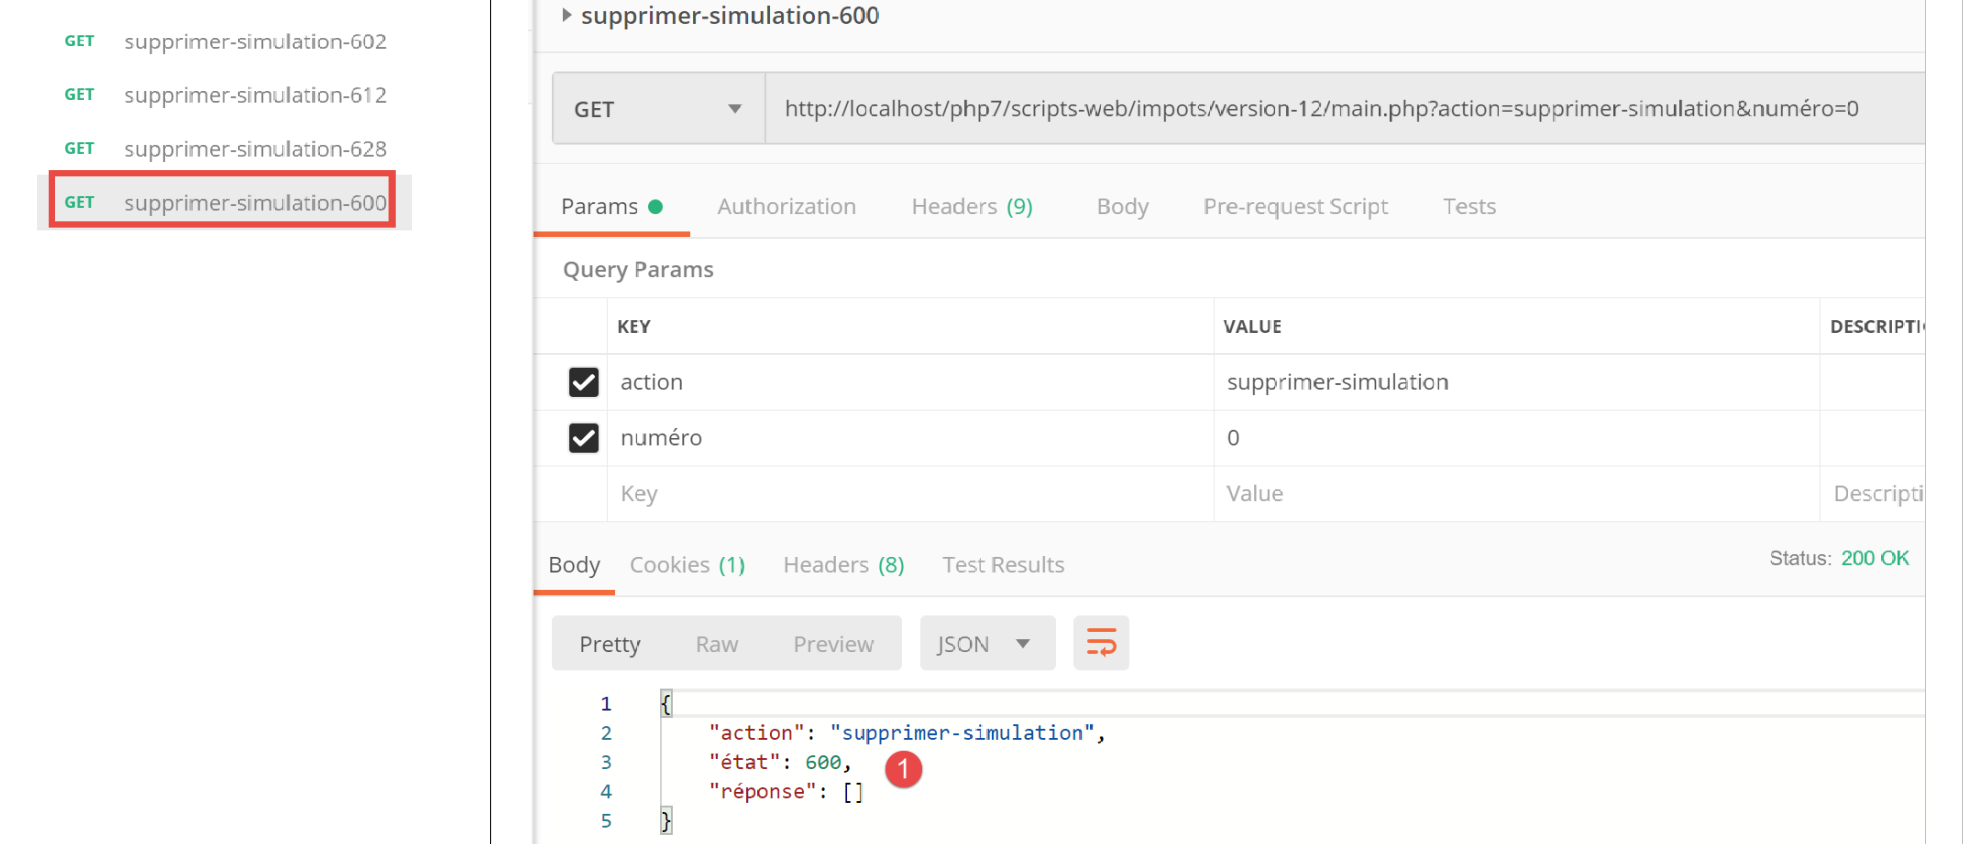 GET supprimer-simulation-602
GET supprimer-simulation-612
GET supprimer-simulation-628
GET supprimer-simulation-600
supprimer-simulation-600
GET http://localhost/php7/scripts-web/impots/version-12/main.php?action=supprimer-simulation&numéro=0
Params Authorization Headers (9) Body Pre-request Script Tests
Query Params
KEY VALUE
action supprimer-simulation
numéro 0
Key Value
Body Cookies (1) Headers (8) Test Results Status: 200 OK
Pretty Raw Preview JSON
1 {
2 "action": "supprimer-simulation",
3 "état": 600, 1
4 "réponse": []
5 }